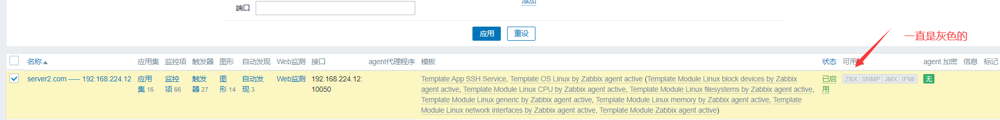 添加
端口
应用 重设
一直是灰色的
名称 应用集 监控项 触发器 图形 自动发现 Web监测 接口 agent代理程序 模板 状态 可用 agent 加密 信息 标记
server2.com ----- 192.168.224.12 应用集 16 监控项 66 触发器 27 图形 14 自动发现 3 Web监测 192.168.224.12: 10050
Template App SSH Service, Template OS Linux by Zabbix agent active (Template Module Linux block devices by Zabbix
agent active, Template Module Linux CPU by Zabbix agent active, Template Module Linux filesystems by Zabbix agent active,
Template Module Linux generic by Zabbix agent active, Template Module Linux memory by Zabbix agent active, Template
Module Linux network interfaces by Zabbix agent active, Template Module Zabbix agent active)
已启用
ZBX SNMP JMX IPMI
无